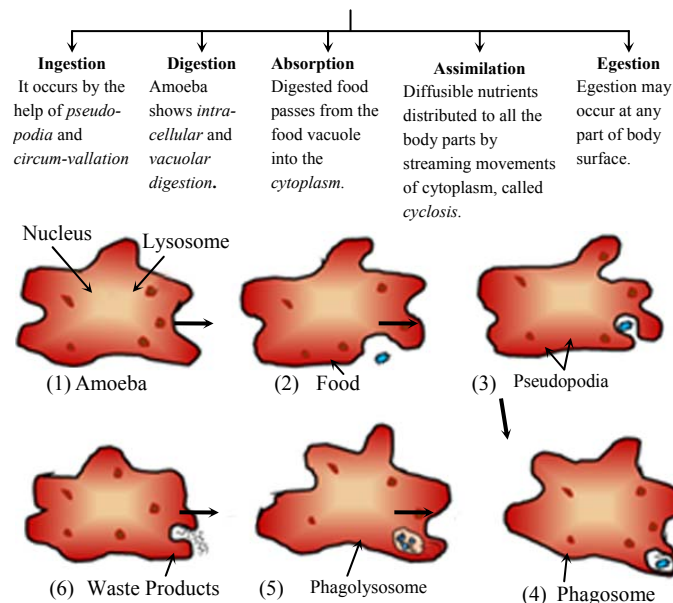 Ingestion
It occurs by the
help of pseudo-
podia and
circum-vallation
Digestion
Amoeba
shows intra-
cellular and
vacuolar
digestion.
Absorption
Digested food
passes from the
food vacuole
into the
cytoplasm.
Assimilation
Diffusible nutrients
distributed to all the
body parts by
streaming movements
of cytoplasm, called
cyclosis.
Egestion
Egestion may
occur at any
part of body
surface.
Nucleus
Lysosome
(1) Amoeba
(2) Food
(3) Pseudopodia
(6) Waste Products
(5) Phagolysosome
(4) Phagosome